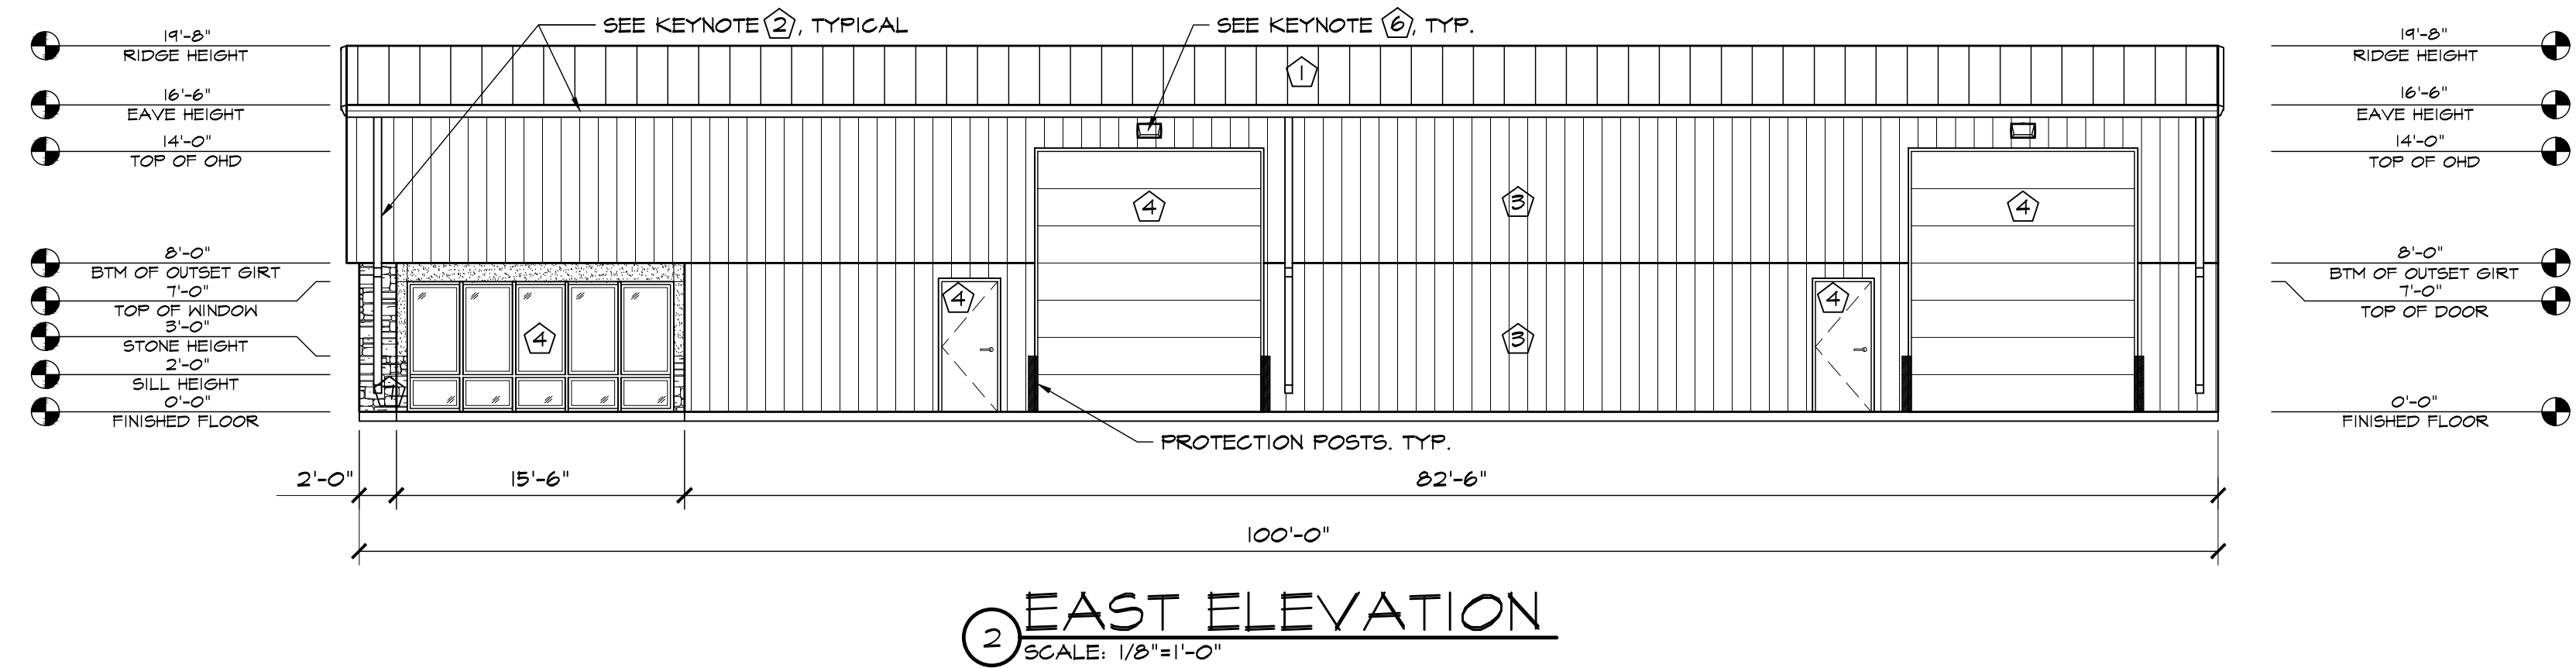 SEE KEYNOTE 2, TYPICAL
SEE KEYNOTE 6, TYP.
19'-8"
RIDGE HEIGHT
16'-6"
EAVE HEIGHT
14'-0"
TOP OF OHD
8'-0"
BTM OF OUTSET GIRT
7'-0"
TOP OF WINDOW
3'-0"
STONE HEIGHT
2'-0"
SILL HEIGHT
0'-0"
FINISHED FLOOR
1
4
3
4
4
4
3
4
1
19'-8"
RIDGE HEIGHT
16'-6"
EAVE HEIGHT
14'-0"
TOP OF OHD
8'-0"
BTM OF OUTSET GIRT
7'-0"
TOP OF DOOR
0'-0"
FINISHED FLOOR
PROTECTION POSTS. TYP.
2'-0"
15'-6"
82'-6"
100'-0"
2
EAST ELEVATION
SCALE: 1/8"=1'-0"